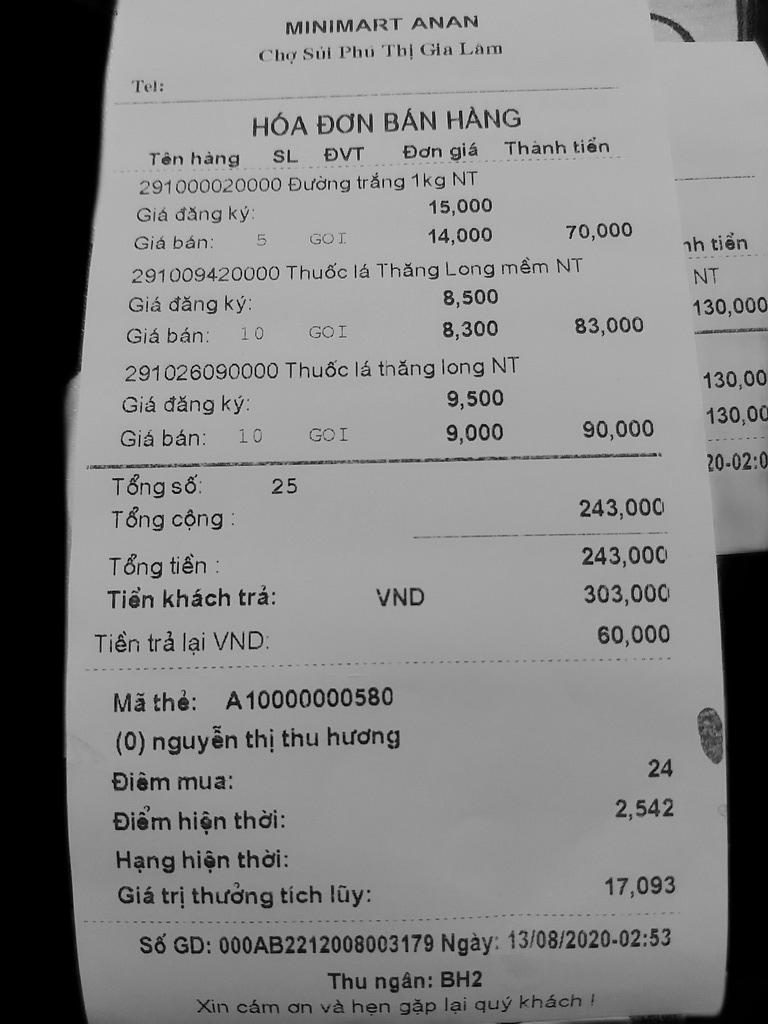 MINIMART ANAN
Chợ Sủi Phú Thị Gia Lâm
Tel:
HÓA ĐƠN BÁN HÀNG
Tên hàng SL ĐVT Đơn giá Thành tiền
291000020000 Đường trắng 1kg NT
Giá đăng ký: 15,000
Giá bán: 5 GOI 14,000 70,000
291009420000 Thuốc lá Thăng Long mềm NT
Giá đăng ký: 8,500
Giá bán: 10 GOI 8,300 83,000
291026090000 Thuốc lá thăng long NT
Giá đăng ký: 9,500
Giá bán: 10 GOI 9,000 90,000
Tổng số: 25
Tổng cộng : 243,000
Tổng tiền : 243,000
Tiền khách trả: VND 303,000
Tiền trả lại VND: 60,000
Mã thẻ: A10000000580
(0) nguyễn thị thu hương
Điểm mua: 24
Điểm hiện thời: 2,542
Hạng hiện thời:
Giá trị thưởng tích lũy: 17,093
Số GD: 000AB2212008003179 Ngày: 13/08/2020-02:53
Thu ngân: BH2
Xin cám ơn và hẹn gặp lại quý khách !
nh tiền
NT
130,000
130,00
130,00
20-02:0